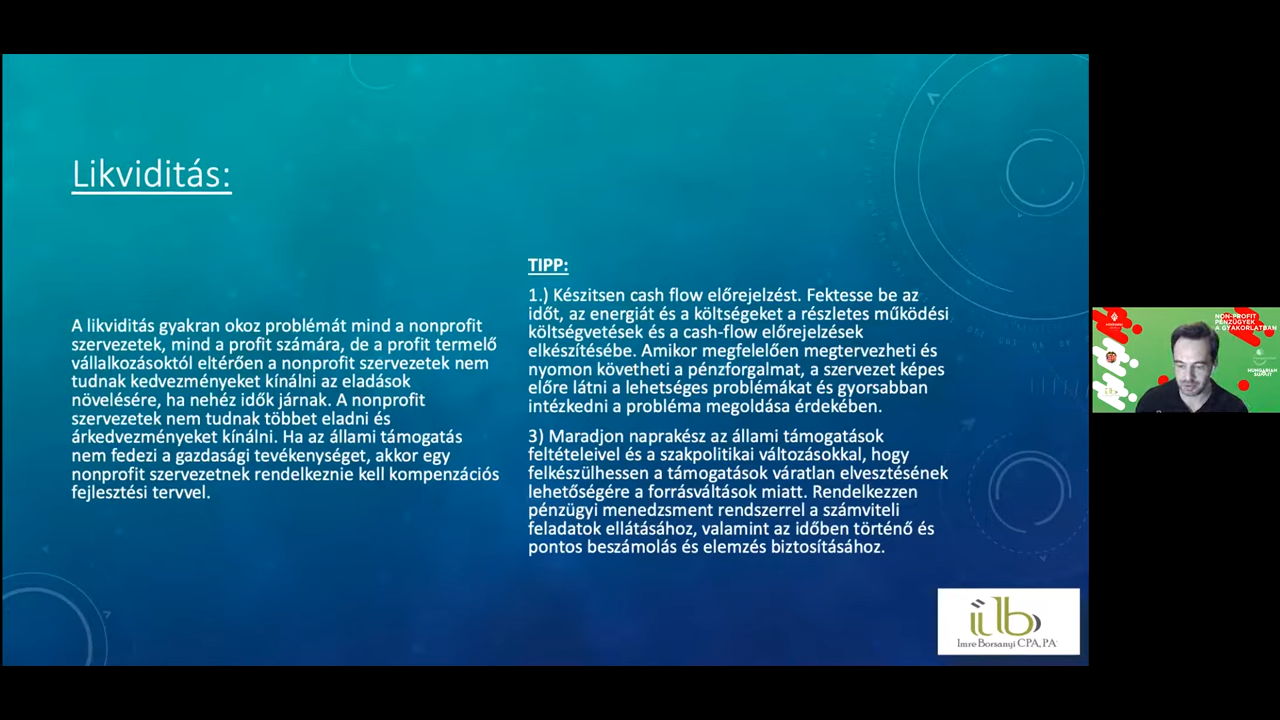 Likviditás:
A likviditás gyakran okoz problémát mind a nonprofit
szervezetek, mind a profit számára, de a profit termelő
vállalkozásoktól eltérően a nonprofit szervezetek nem
tudnak kedvezményeket kínálni az eladások
növelésére, ha nehéz idők járnak. A nonprofit
szervezetek nem tudnak többet eladni és
árkedvezményeket kínálni. Ha az állami támogatás
nem fedezi a gazdasági tevékenységet, akkor egy
nonprofit szervezetnek rendelkeznie kell kompenzációs
fejlesztési tervvel.
TIPP:
1.) Készitsen cash flow előrejelzést. Fektesse be az
időt, az energiát és a költségeket a részletes működési
költségvetések és a cash-flow előrejelzések
elkészítésébe. Amikor megfelelően megtervezheti és
nyomon követheti a pénzforgalmat, a szervezet képes
előre látni a lehetséges problémákat és gyorsabban
intézkedni a probléma megoldása érdekében.
3) Maradjon naprakész az állami támogatások
feltételeivel és a szakpolitikai változásokkal, hogy
felkészülhessen a támogatások váratlan elvesztésének
lehetőségére a forrásváltások miatt. Rendelkezzen
pénzügyi menedzsment rendszerrel a számviteli
feladatok ellátásához, valamint az időben történő és
pontos beszámolás és elemzés biztosításához.
ilb
Imre Borsanyi CPA, PA
NON-PROFIT
PÉNZÜGYEK
A GYAKORLATBAN
HUNGARIAN
SUMMIT